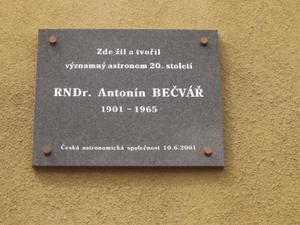 Zde žil a tvořil
významný astronom 20. století
RNDr. Antonín BEČVÁŘ
1901 – 1965
Česká astronomická společnost 10.6.2001